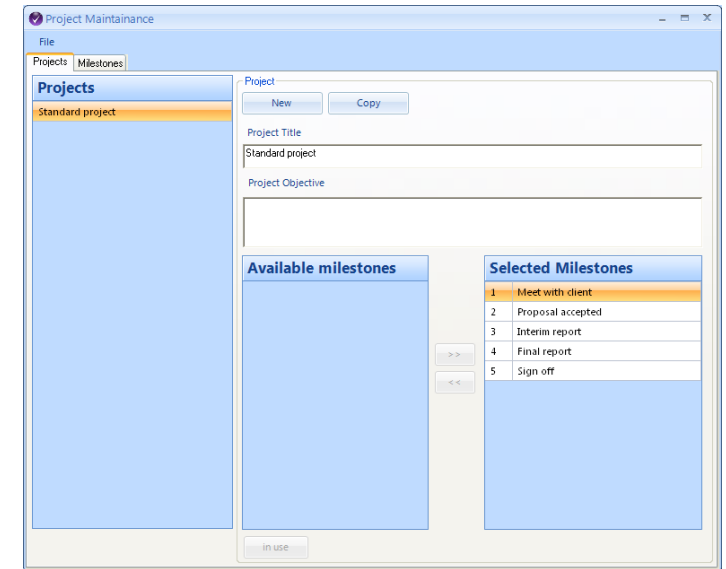 Project Maintainance
File
Projects Milestones
Projects
Standard project
Project
New Copy
Project Title
Standard project
Project Objective
Available milestones
>>
<<
Selected Milestones
1 Meet with client
2 Proposal accepted
3 Interim report
4 Final report
5 Sign off
in use